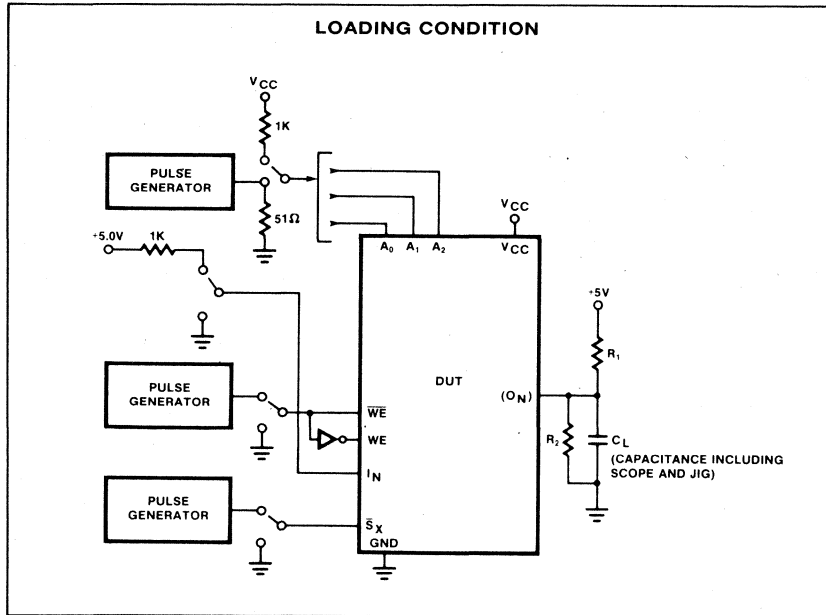 LOADING CONDITION
VCC
1K
PULSE
GENERATOR
51Ω
+5.0V
1K
A0 A1 A2
VCC
VCC
+5V
R1
DUT
(ON)
R2
CL
(CAPACITANCE INCLUDING
SCOPE AND JIG)
PULSE
GENERATOR
W̅E̅
WE
IN
PULSE
GENERATOR
S̅X
GND